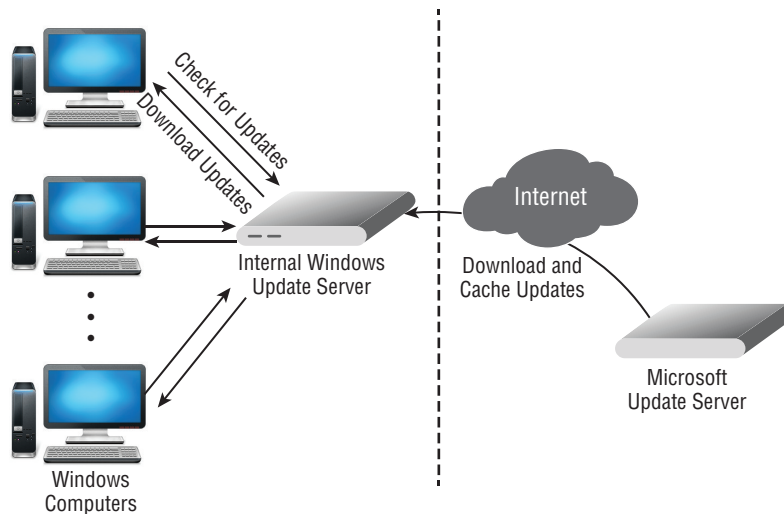 Check for Updates
Download Updates
Internet
Internal Windows
Update Server
Download and
Cache Updates
Microsoft
Update Server
Windows
Computers